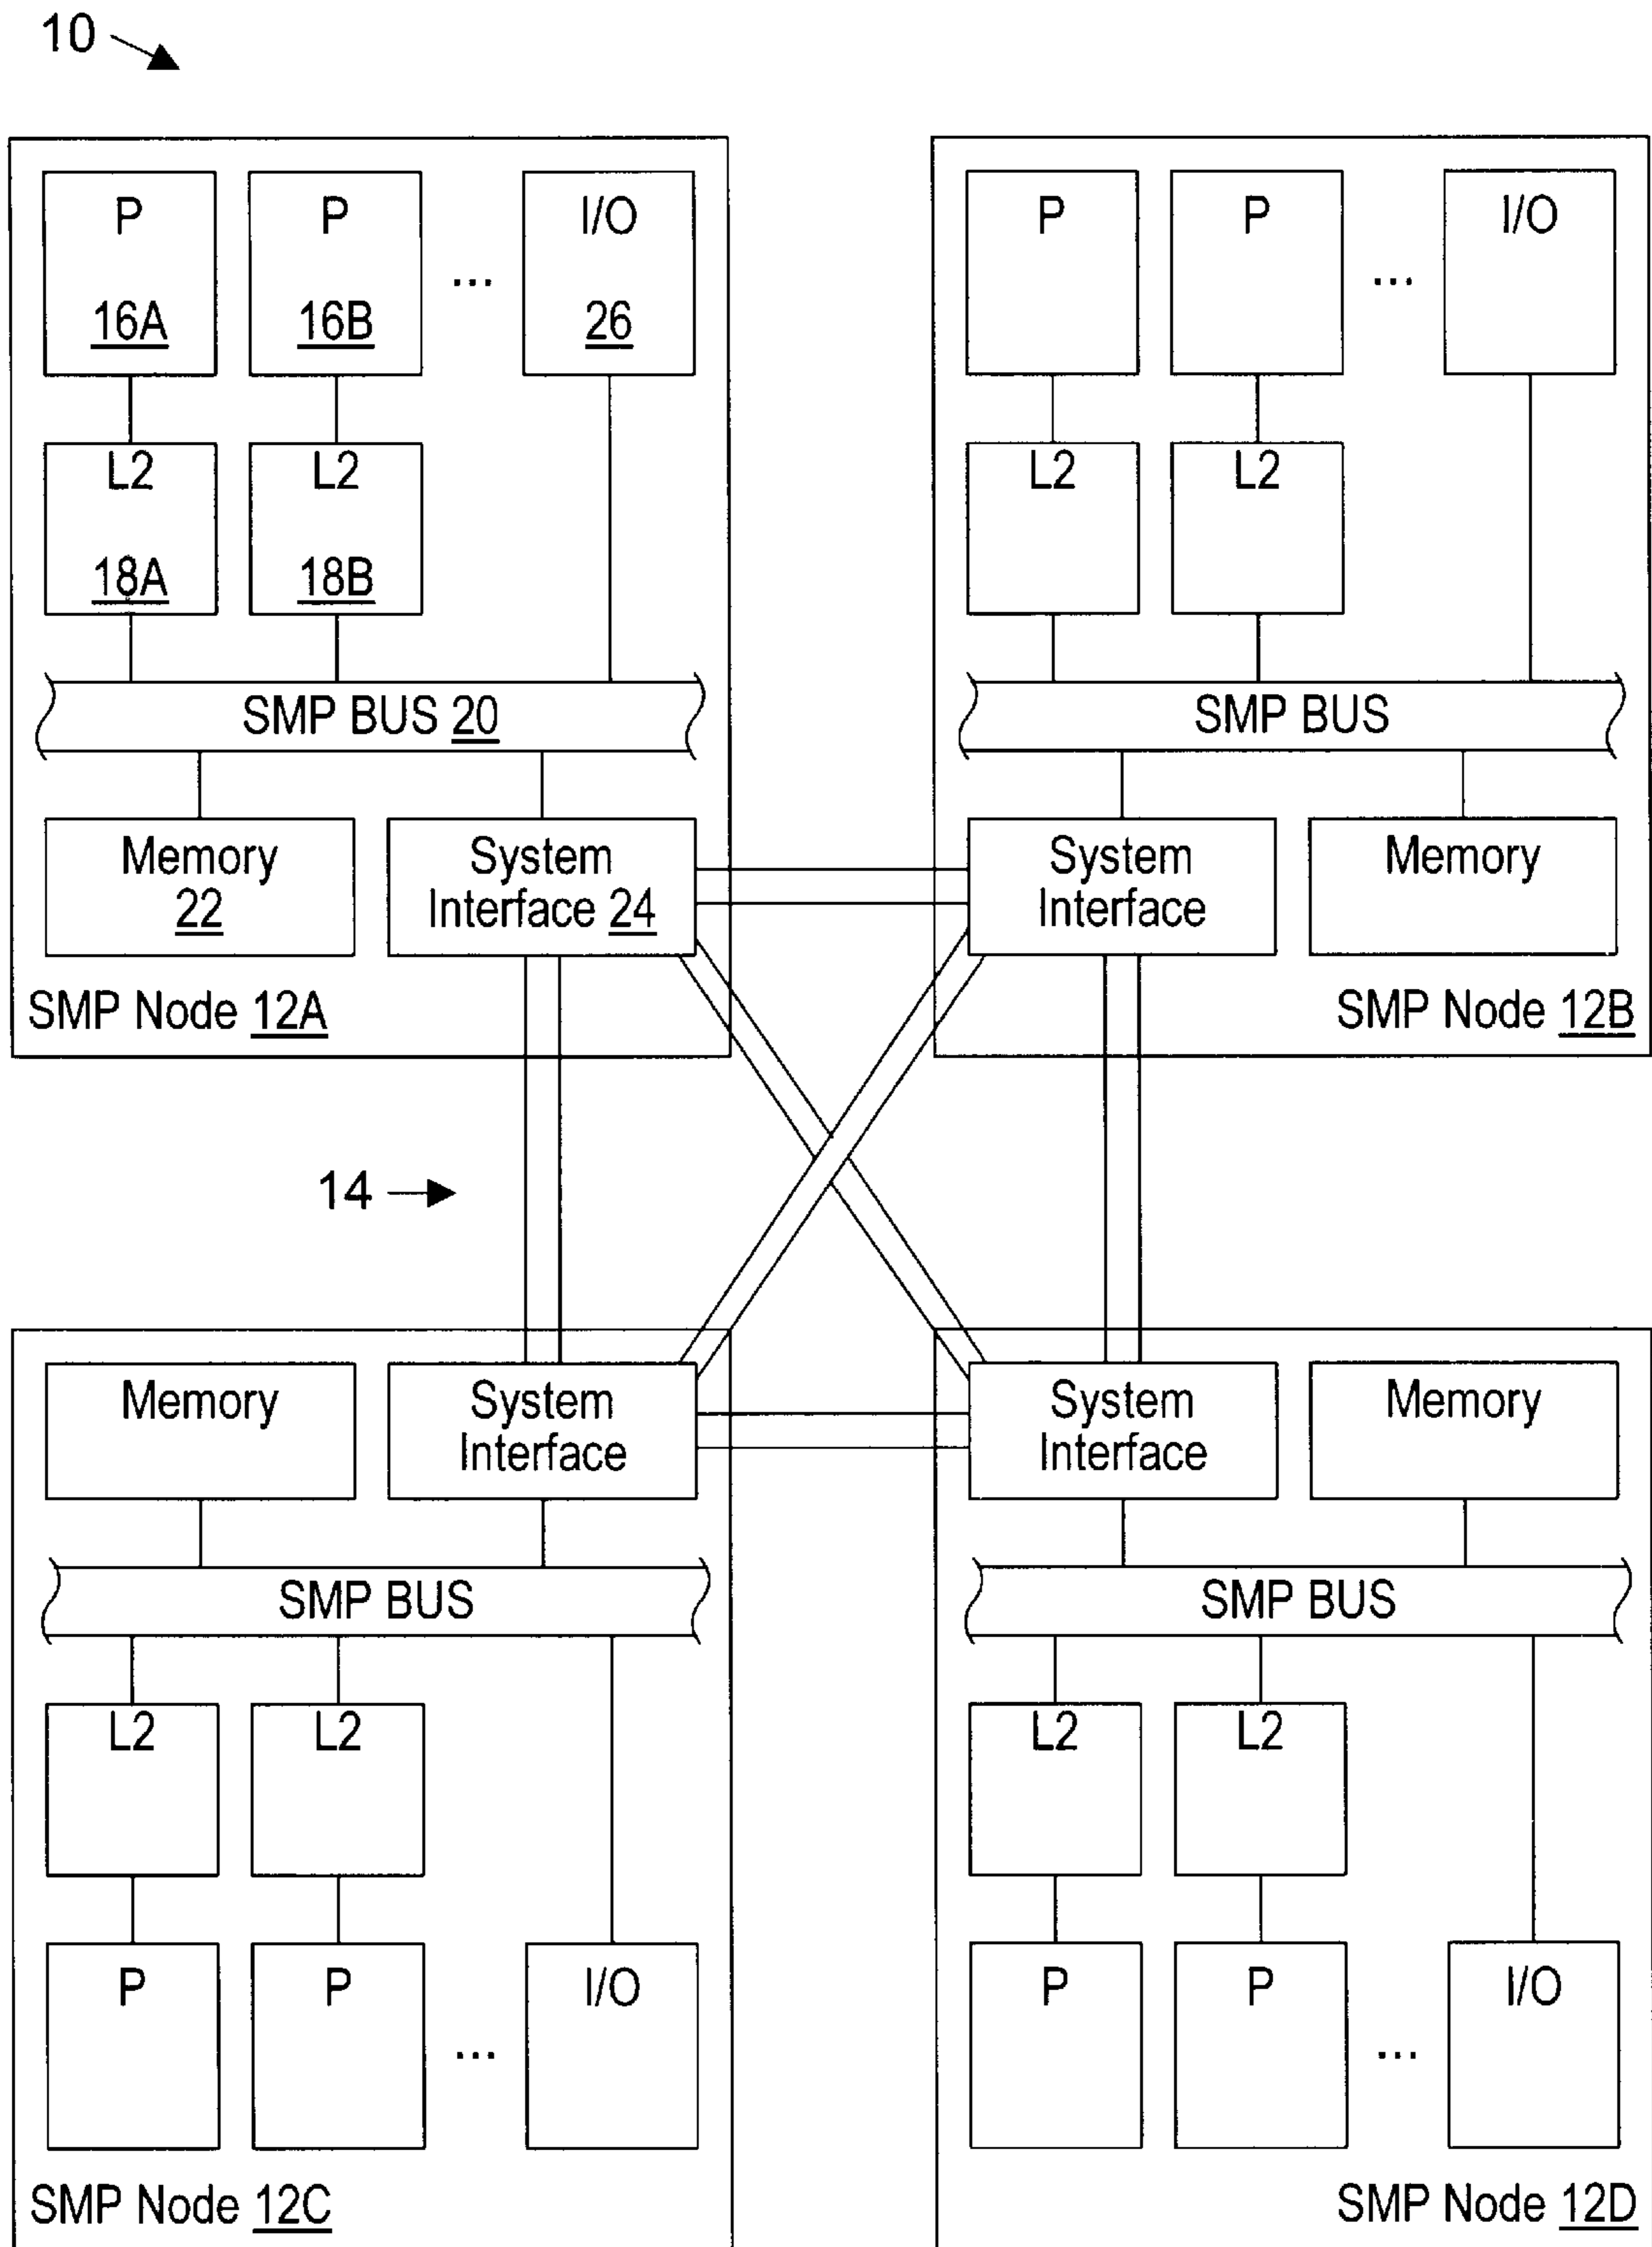 10
P P ... I/O
16A 16B 26
L2 L2
18A 18B
SMP BUS 20
Memory
22
System
Interface 24
SMP Node 12A
P P ... I/O
L2 L2
SMP BUS
System
Interface
Memory
SMP Node 12B
14
Memory
System
Interface
SMP BUS
L2 L2
P P ... I/O
SMP Node 12C
System
Interface
Memory
SMP BUS
L2 L2
P P ... I/O
SMP Node 12D